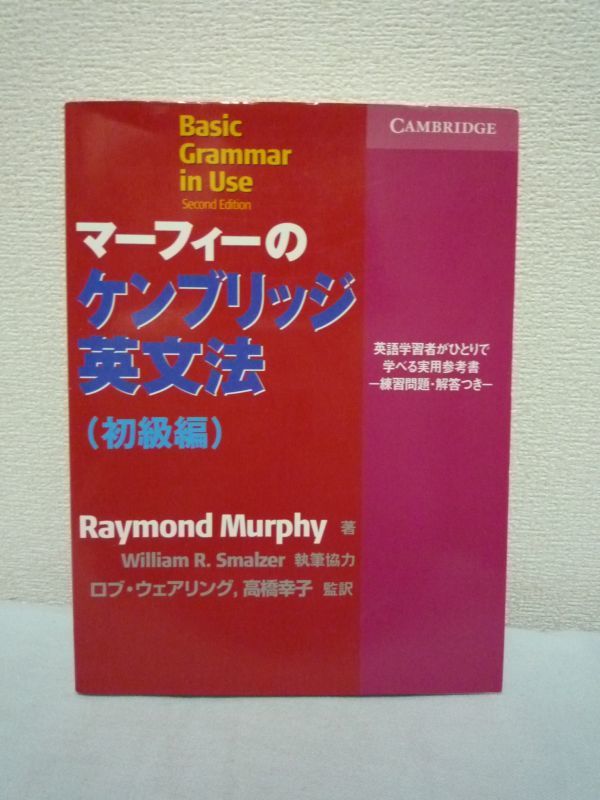 Basic
Grammar
in Use
Second Edition
CAMBRIDGE
マーフィーの
ケンブリッジ
英文法
(初級編)
英語学習者がひとりで
学べる実用参考書
ー練習問題・解答つきー
Raymond Murphy 著
William R. Smalzer 執筆協力
ロブ・ウェアリング,高橋幸子 監訳